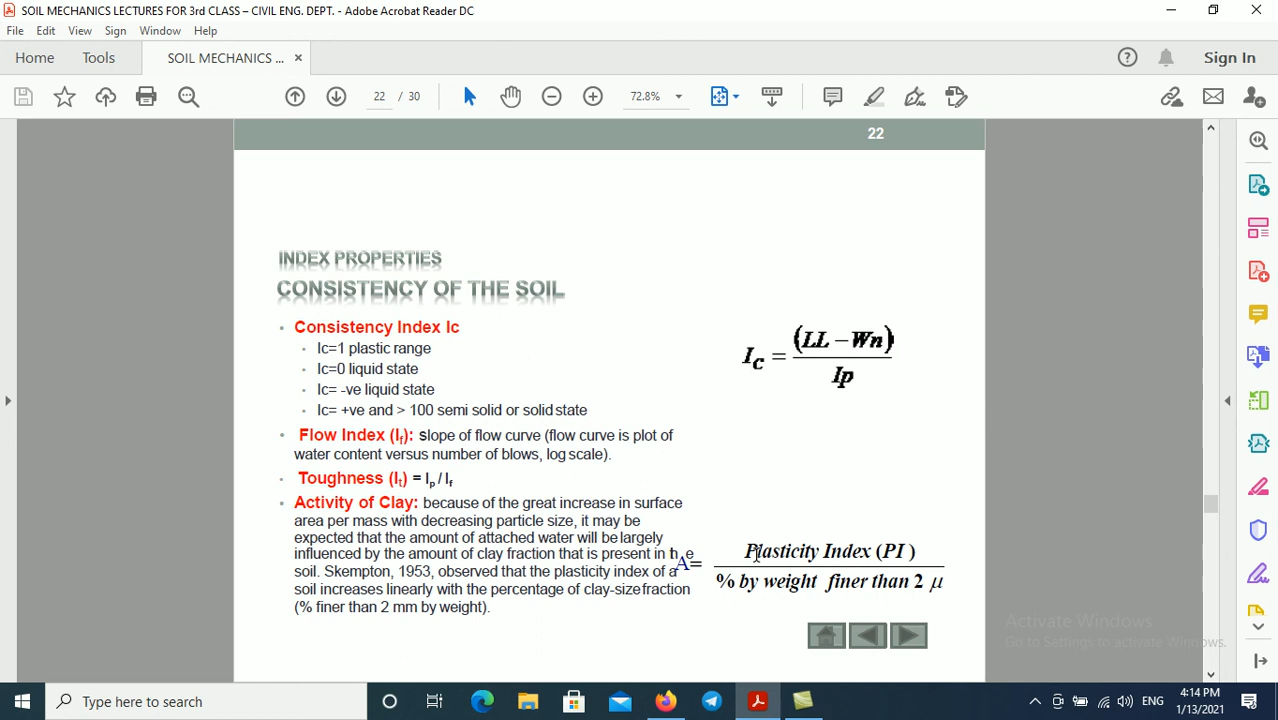 SOIL MECHANICS LECTURES FOR 3rd CLASS – CIVIL ENG. DEPT. - Adobe Acrobat Reader DC
File Edit View Sign Window Help
Home Tools SOIL MECHANICS ... × Sign In
22 / 30 72.8%
22
INDEX PROPERTIES
CONSISTENCY OF THE SOIL
• Consistency Index Ic
• Ic=1 plastic range
• Ic=0 liquid state
• Ic= -ve liquid state
• Ic= +ve and > 100 semi solid or solid state
I_C = (LL – Wn) / Ip
• Flow Index (If): slope of flow curve (flow curve is plot of
water content versus number of blows, log scale).
• Toughness (It) = Ip / If
• Activity of Clay: because of the great increase in surface
area per mass with decreasing particle size, it may be
expected that the amount of attached water will be largely
influenced by the amount of clay fraction that is present in h e
soil. Skempton, 1953, observed that the plasticity index of a
soil increases linearly with the percentage of clay-size fraction
(% finer than 2 mm by weight).
A= Plasticity Index (PI )
% by weight finer than 2 μ
Activate Windows
Go to Settings to activate Windows.
Type here to search
ENG
4:14 PM
1/13/2021